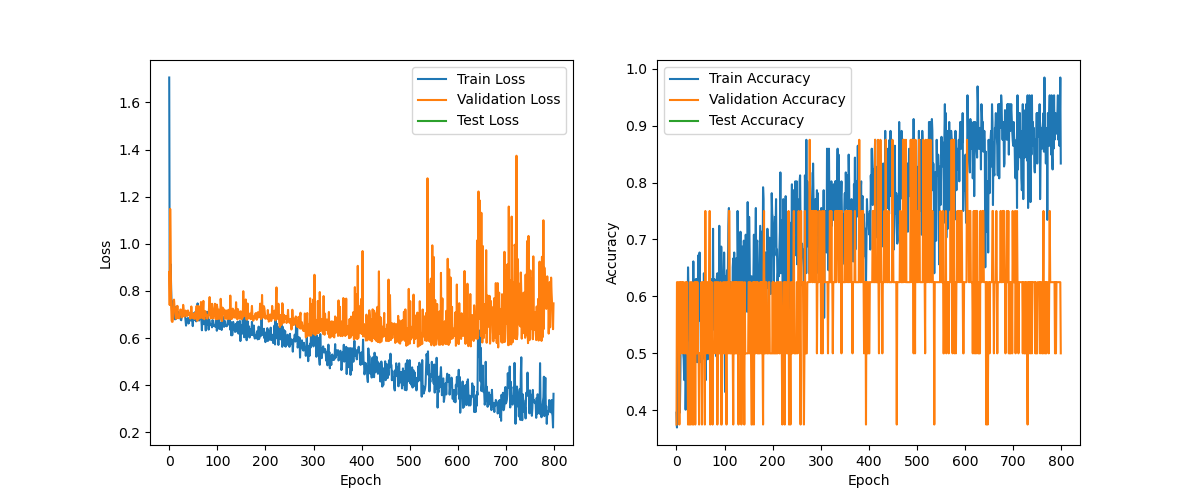 Train Loss
Validation Loss
Test Loss
1.6
1.4
1.2
1.0
0.8
0.6
0.4
0.2
Loss
0 100 200 300 400 500 600 700 800
Epoch
Train Accuracy
Validation Accuracy
Test Accuracy
1.0
0.9
0.8
0.7
0.6
0.5
0.4
Accuracy
0 100 200 300 400 500 600 700 800
Epoch